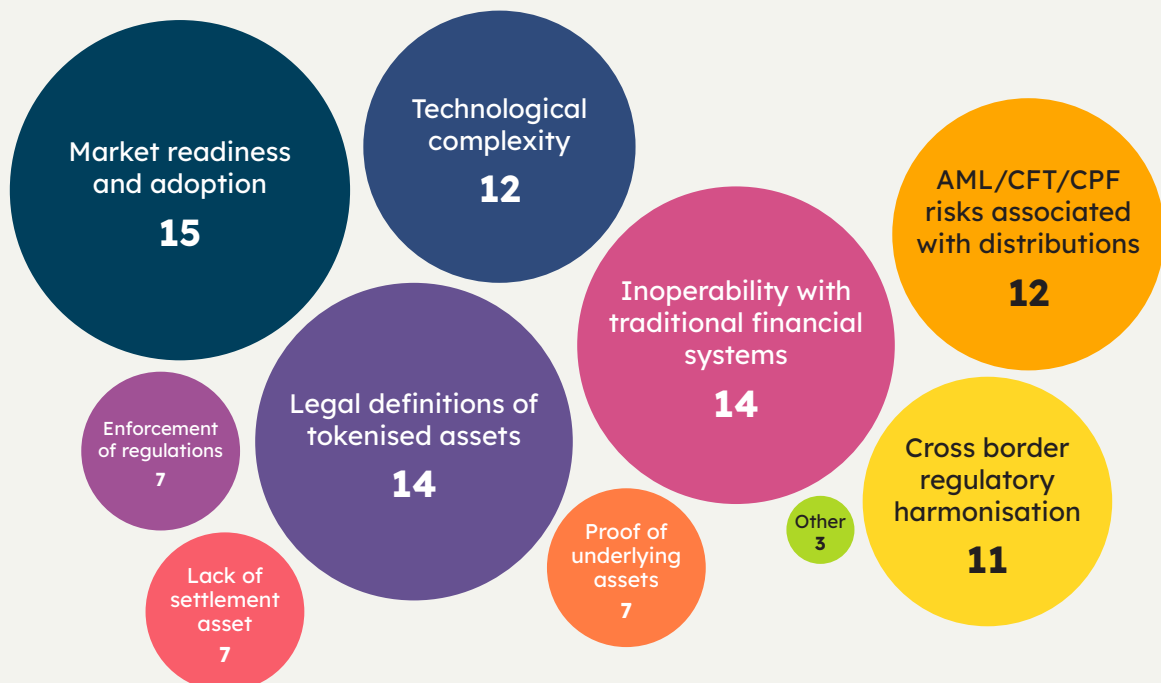 Market readiness
and adoption
15
Technological
complexity
12
AML/CFT/CPF
risks associated
with distributions
12
Inoperability with
traditional financial
systems
14
Legal definitions of
tokenised assets
14
Enforcement
of regulations
7
Cross border
regulatory
harmonisation
11
Other
3
Proof of
underlying
assets
7
Lack of
settlement
asset
7